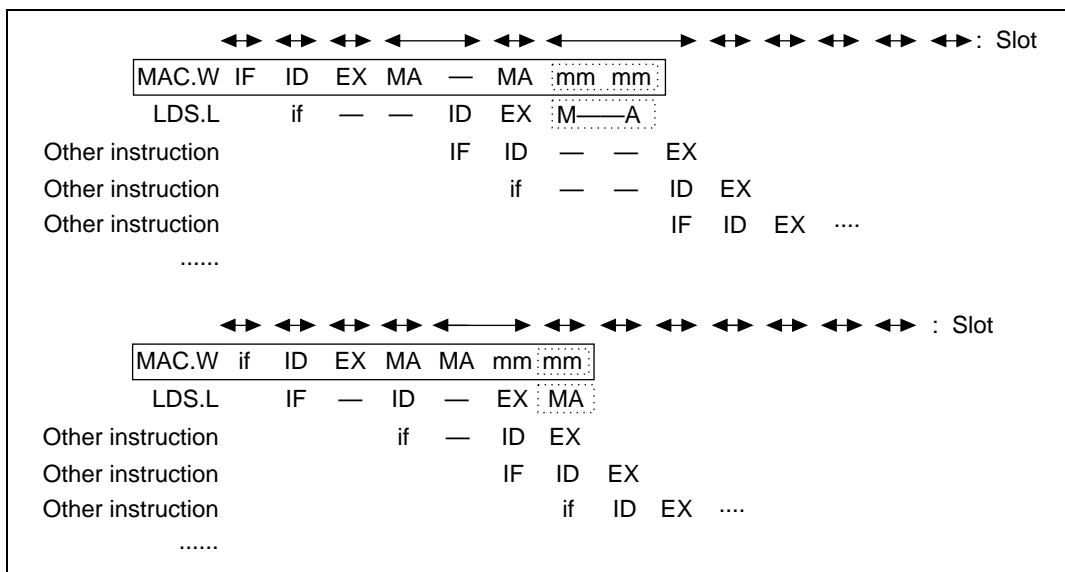 : Slot
MAC.W IF ID EX MA — MA mm mm
LDS.L if — — ID EX M——A
Other instruction IF ID — — EX
Other instruction if — — ID EX
Other instruction IF ID EX ····
......
: Slot
MAC.W if ID EX MA MA mm mm
LDS.L IF — ID — EX MA
Other instruction if — ID EX
Other instruction IF ID EX
Other instruction if ID EX ····
......